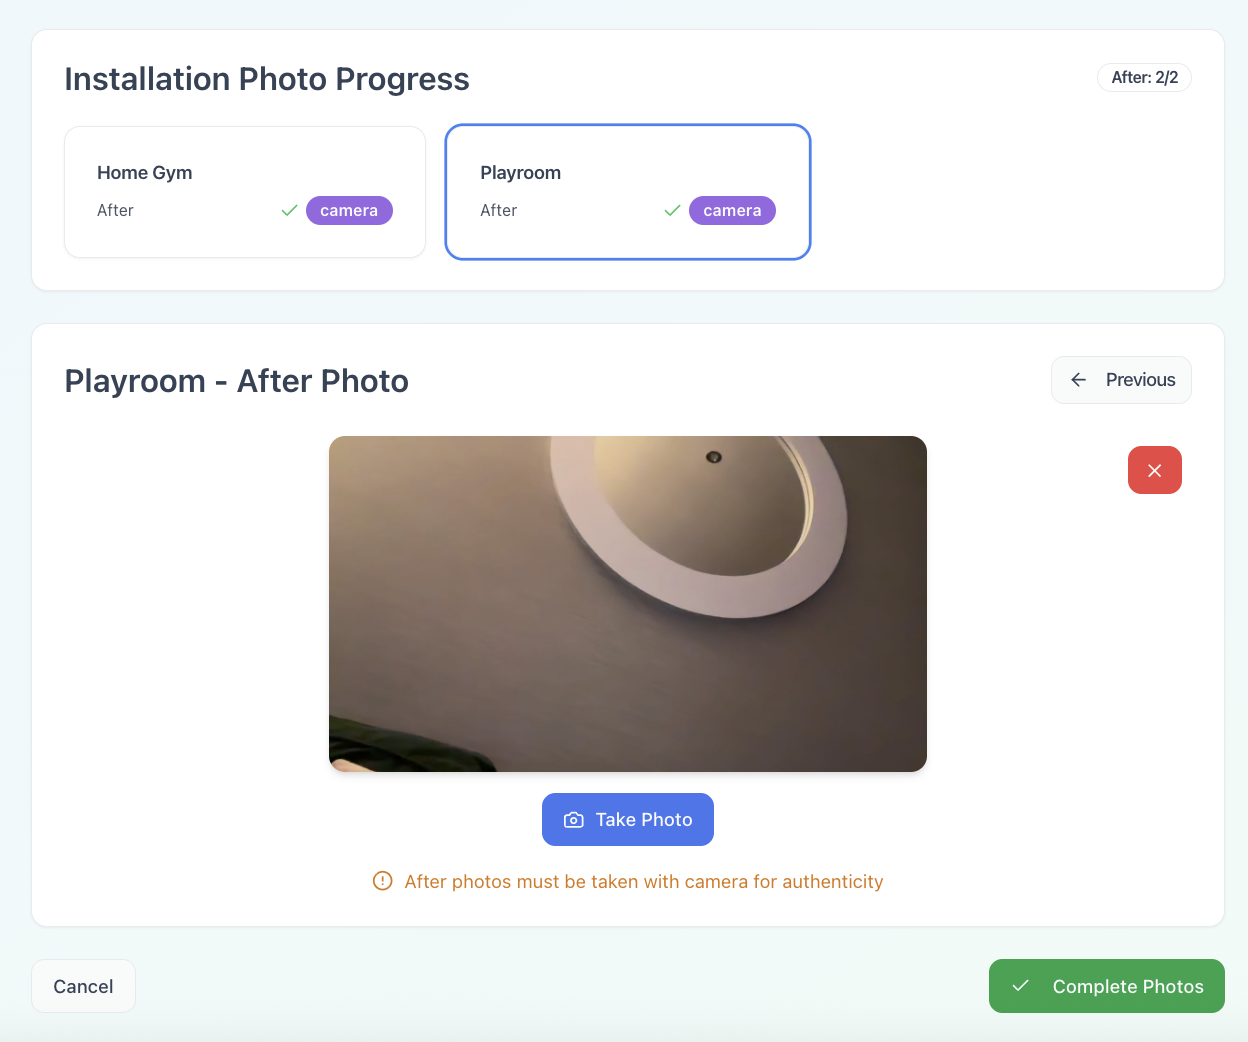 Installation Photo Progress
After: 2/2
Home Gym
After
camera
Playroom
After
camera
Playroom - After Photo
Previous
Take Photo
After photos must be taken with camera for authenticity
Cancel
Complete Photos